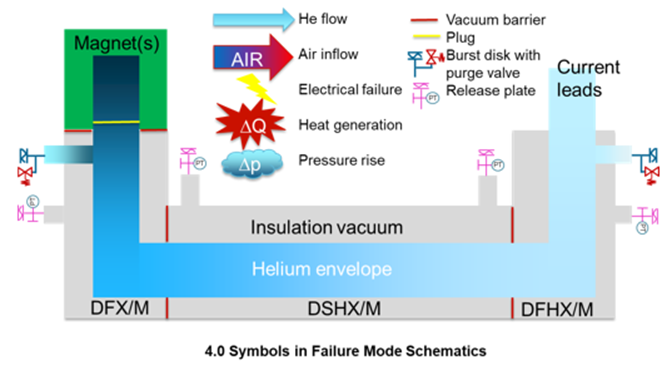 Magnet(s)
He flow
AIR
Air inflow
Electrical failure
ΔQ
Heat generation
Δp
Pressure rise
Vacuum barrier
Plug
Burst disk with
purge valve
Release plate
PT
Current
leads
PT
PT
PT
PT
Insulation vacuum
Helium envelope
DFX/M
DSHX/M
DFHX/M
4.0 Symbols in Failure Mode Schematics